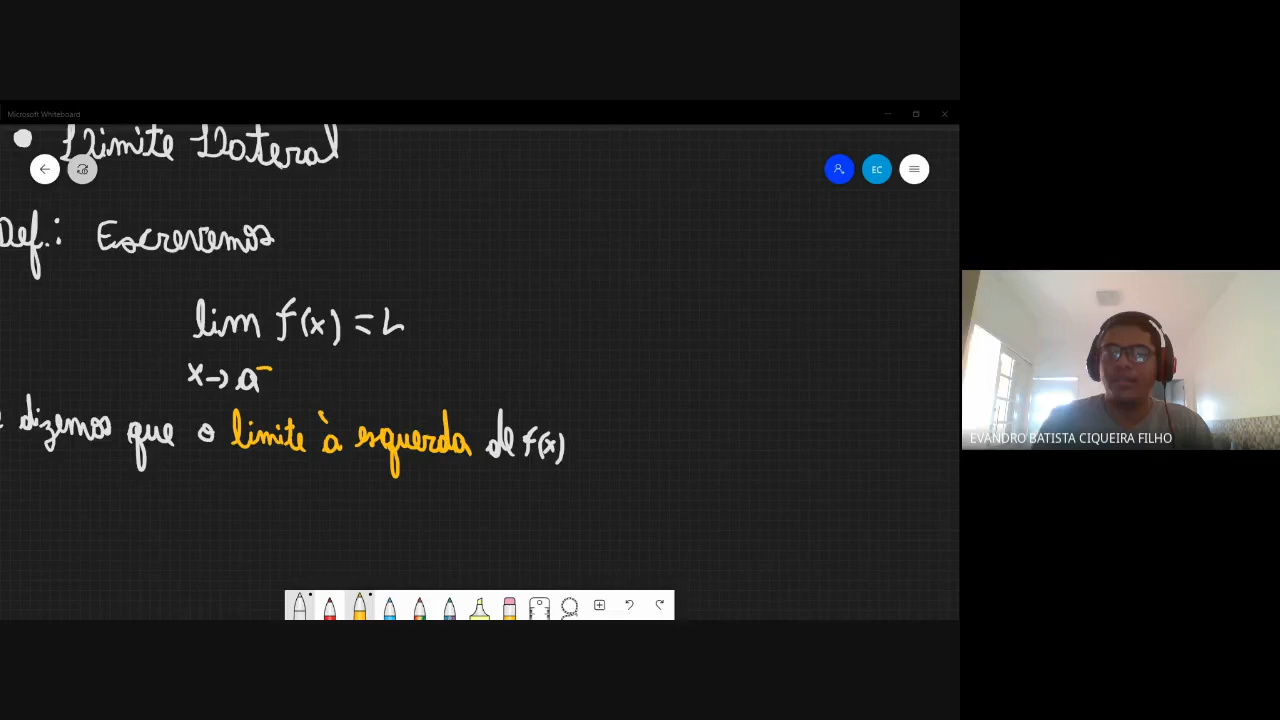 Microsoft Whiteboard
• Limite Lateral
EC
Def.: Escrevemos
lim f(x) = L
x→a⁻
e dizemos que o limite à esquerda de f(x)
EVANDRO BATISTA CIQUEIRA FILHO